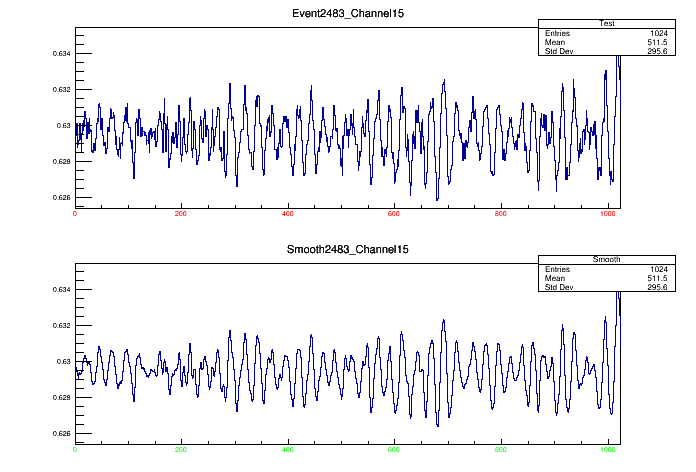 Event2483_Channel15
Test
Entries 1024
Mean 511.5
Std Dev 295.6
0.634
0.632
0.63
0.628
0.626
0 200 400 600 800 1000
Smooth2483_Channel15
Smooth
Entries 1024
Mean 511.5
Std Dev 295.6
0.634
0.632
0.63
0.628
0.626
0 200 400 600 800 1000